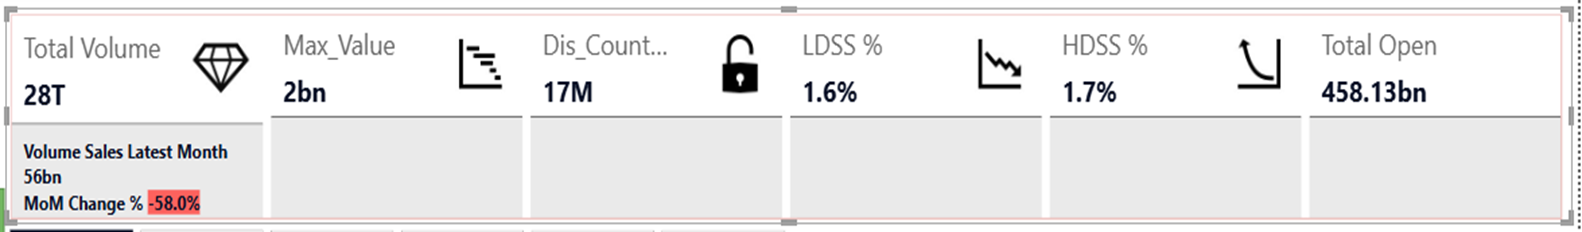 Total Volume
28T
Max_Value
2bn
Dis_Count...
17M
LDSS %
1.6%
HDSS %
1.7%
Total Open
458.13bn
Volume Sales Latest Month
56bn
MoM Change % -58.0%